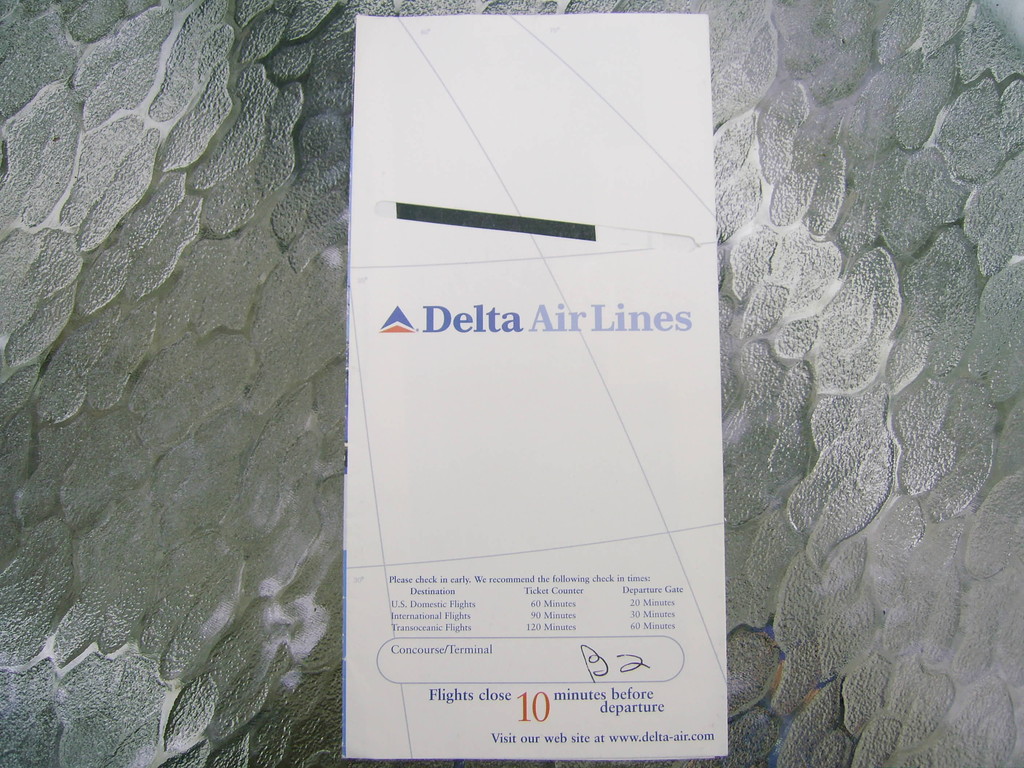 Delta Air Lines
Please check in early. We recommend the following check in times:
Destination Ticket Counter Departure Gate
U.S. Domestic Flights 60 Minutes 20 Minutes
International Flights 90 Minutes 30 Minutes
Transoceanic Flights 120 Minutes 60 Minutes
Concourse/Terminal B2
Flights close 10 minutes before
departure
Visit our web site at www.delta-air.com